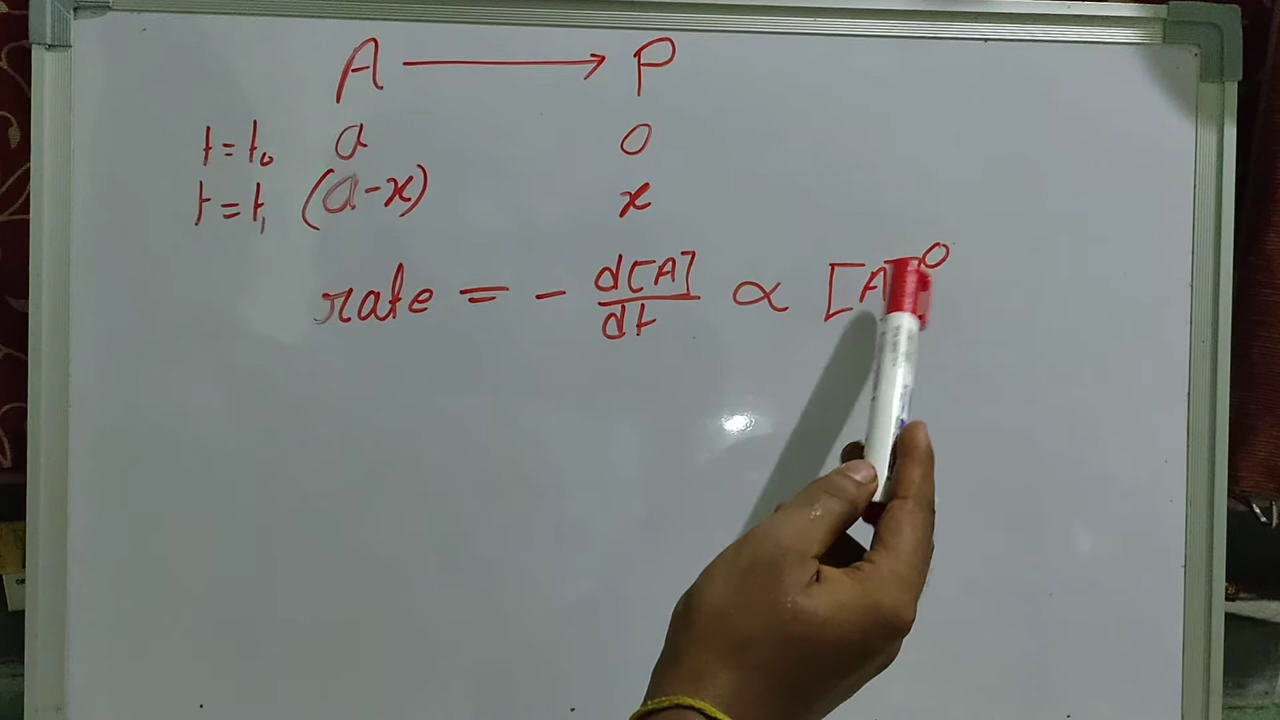 A ⟶ P
t = t₀ a 0
t = t₁ (a-x) x
rate = - d[A]/dt ∝ [A]⁰